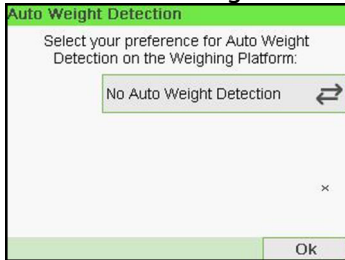 Auto Weight Detection
Select your preference for Auto Weight
Detection on the Weighing Platform:
No Auto Weight Detection
×
Ok